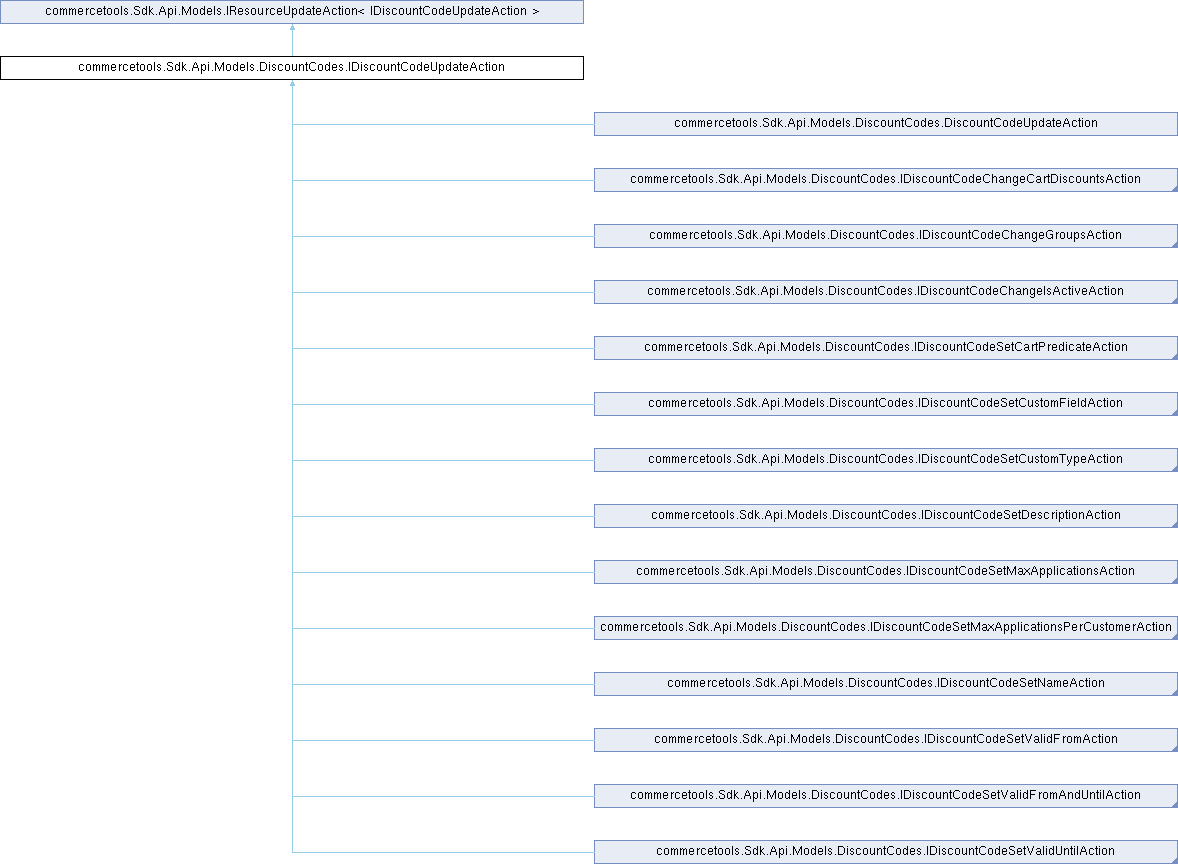 commercetools.Sdk.Api.Models.IResourceUpdateAction< IDiscountCodeUpdateAction >
commercetools.Sdk.Api.Models.DiscountCodes.IDiscountCodeUpdateAction
commercetools.Sdk.Api.Models.DiscountCodes.DiscountCodeUpdateAction
commercetools.Sdk.Api.Models.DiscountCodes.IDiscountCodeChangeCartDiscountsAction
commercetools.Sdk.Api.Models.DiscountCodes.IDiscountCodeChangeGroupsAction
commercetools.Sdk.Api.Models.DiscountCodes.IDiscountCodeChangeIsActiveAction
commercetools.Sdk.Api.Models.DiscountCodes.IDiscountCodeSetCartPredicateAction
commercetools.Sdk.Api.Models.DiscountCodes.IDiscountCodeSetCustomFieldAction
commercetools.Sdk.Api.Models.DiscountCodes.IDiscountCodeSetCustomTypeAction
commercetools.Sdk.Api.Models.DiscountCodes.IDiscountCodeSetDescriptionAction
commercetools.Sdk.Api.Models.DiscountCodes.IDiscountCodeSetMaxApplicationsAction
commercetools.Sdk.Api.Models.DiscountCodes.IDiscountCodeSetMaxApplicationsPerCustomerAction
commercetools.Sdk.Api.Models.DiscountCodes.IDiscountCodeSetNameAction
commercetools.Sdk.Api.Models.DiscountCodes.IDiscountCodeSetValidFromAction
commercetools.Sdk.Api.Models.DiscountCodes.IDiscountCodeSetValidFromAndUntilAction
commercetools.Sdk.Api.Models.DiscountCodes.IDiscountCodeSetValidUntilAction